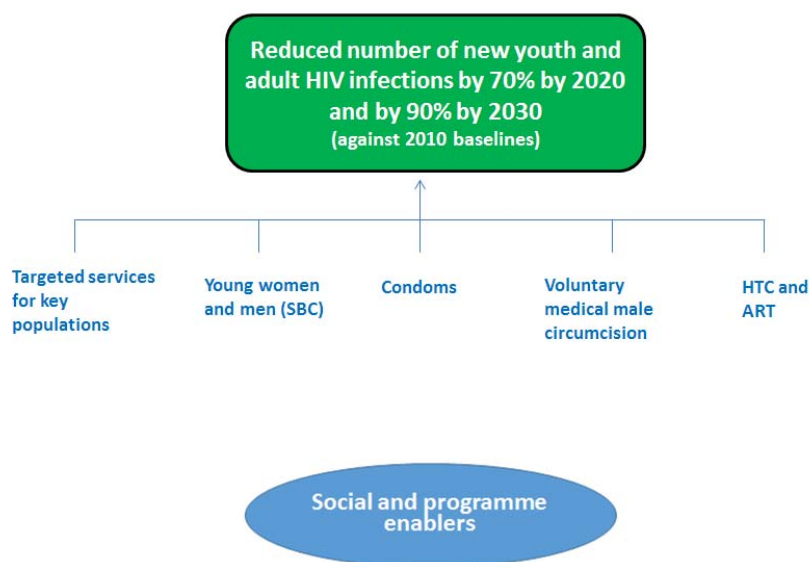 Reduced number of new youth and
adult HIV infections by 70% by 2020
and by 90% by 2030
(against 2010 baselines)
Targeted services
for key
populations
Young women
and men (SBC)
Condoms
Voluntary
medical male
circumcision
HTC and
ART
Social and programme
enablers